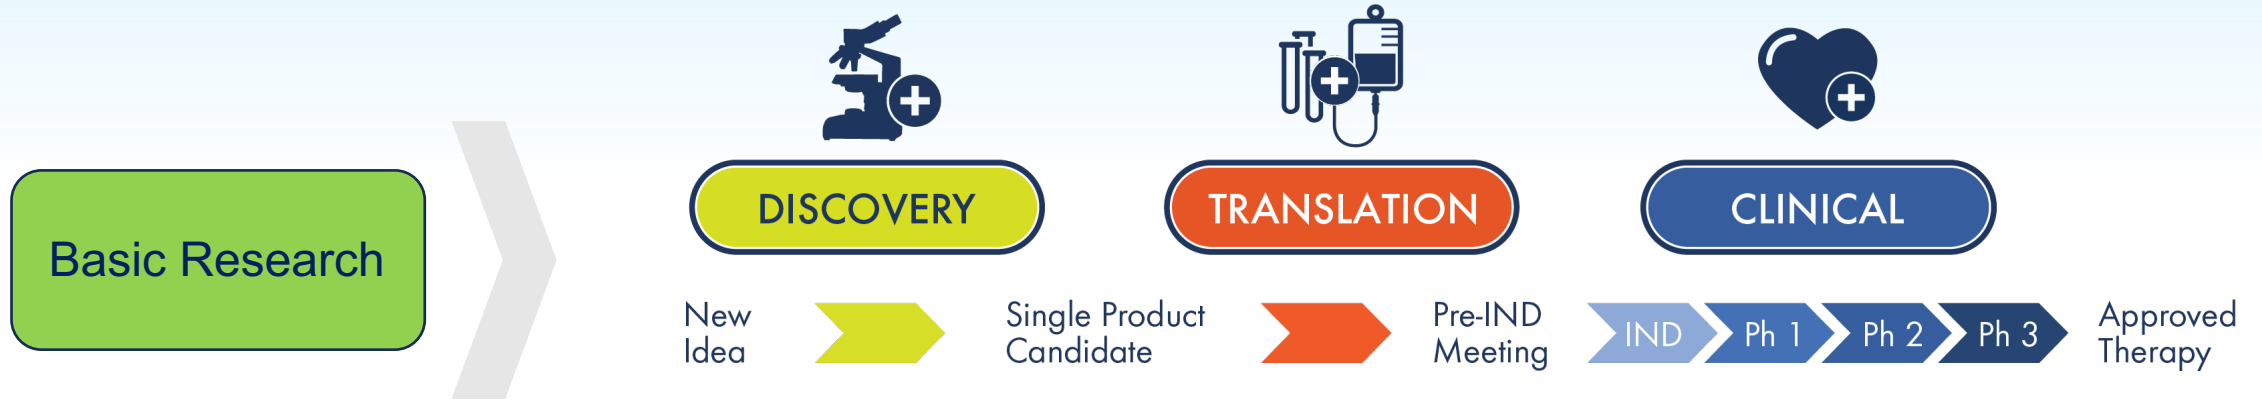 Basic Research
DISCOVERY
TRANSLATION
CLINICAL
New
Idea
Single Product
Candidate
Pre-IND
Meeting
IND
Ph 1
Ph 2
Ph 3
Approved
Therapy